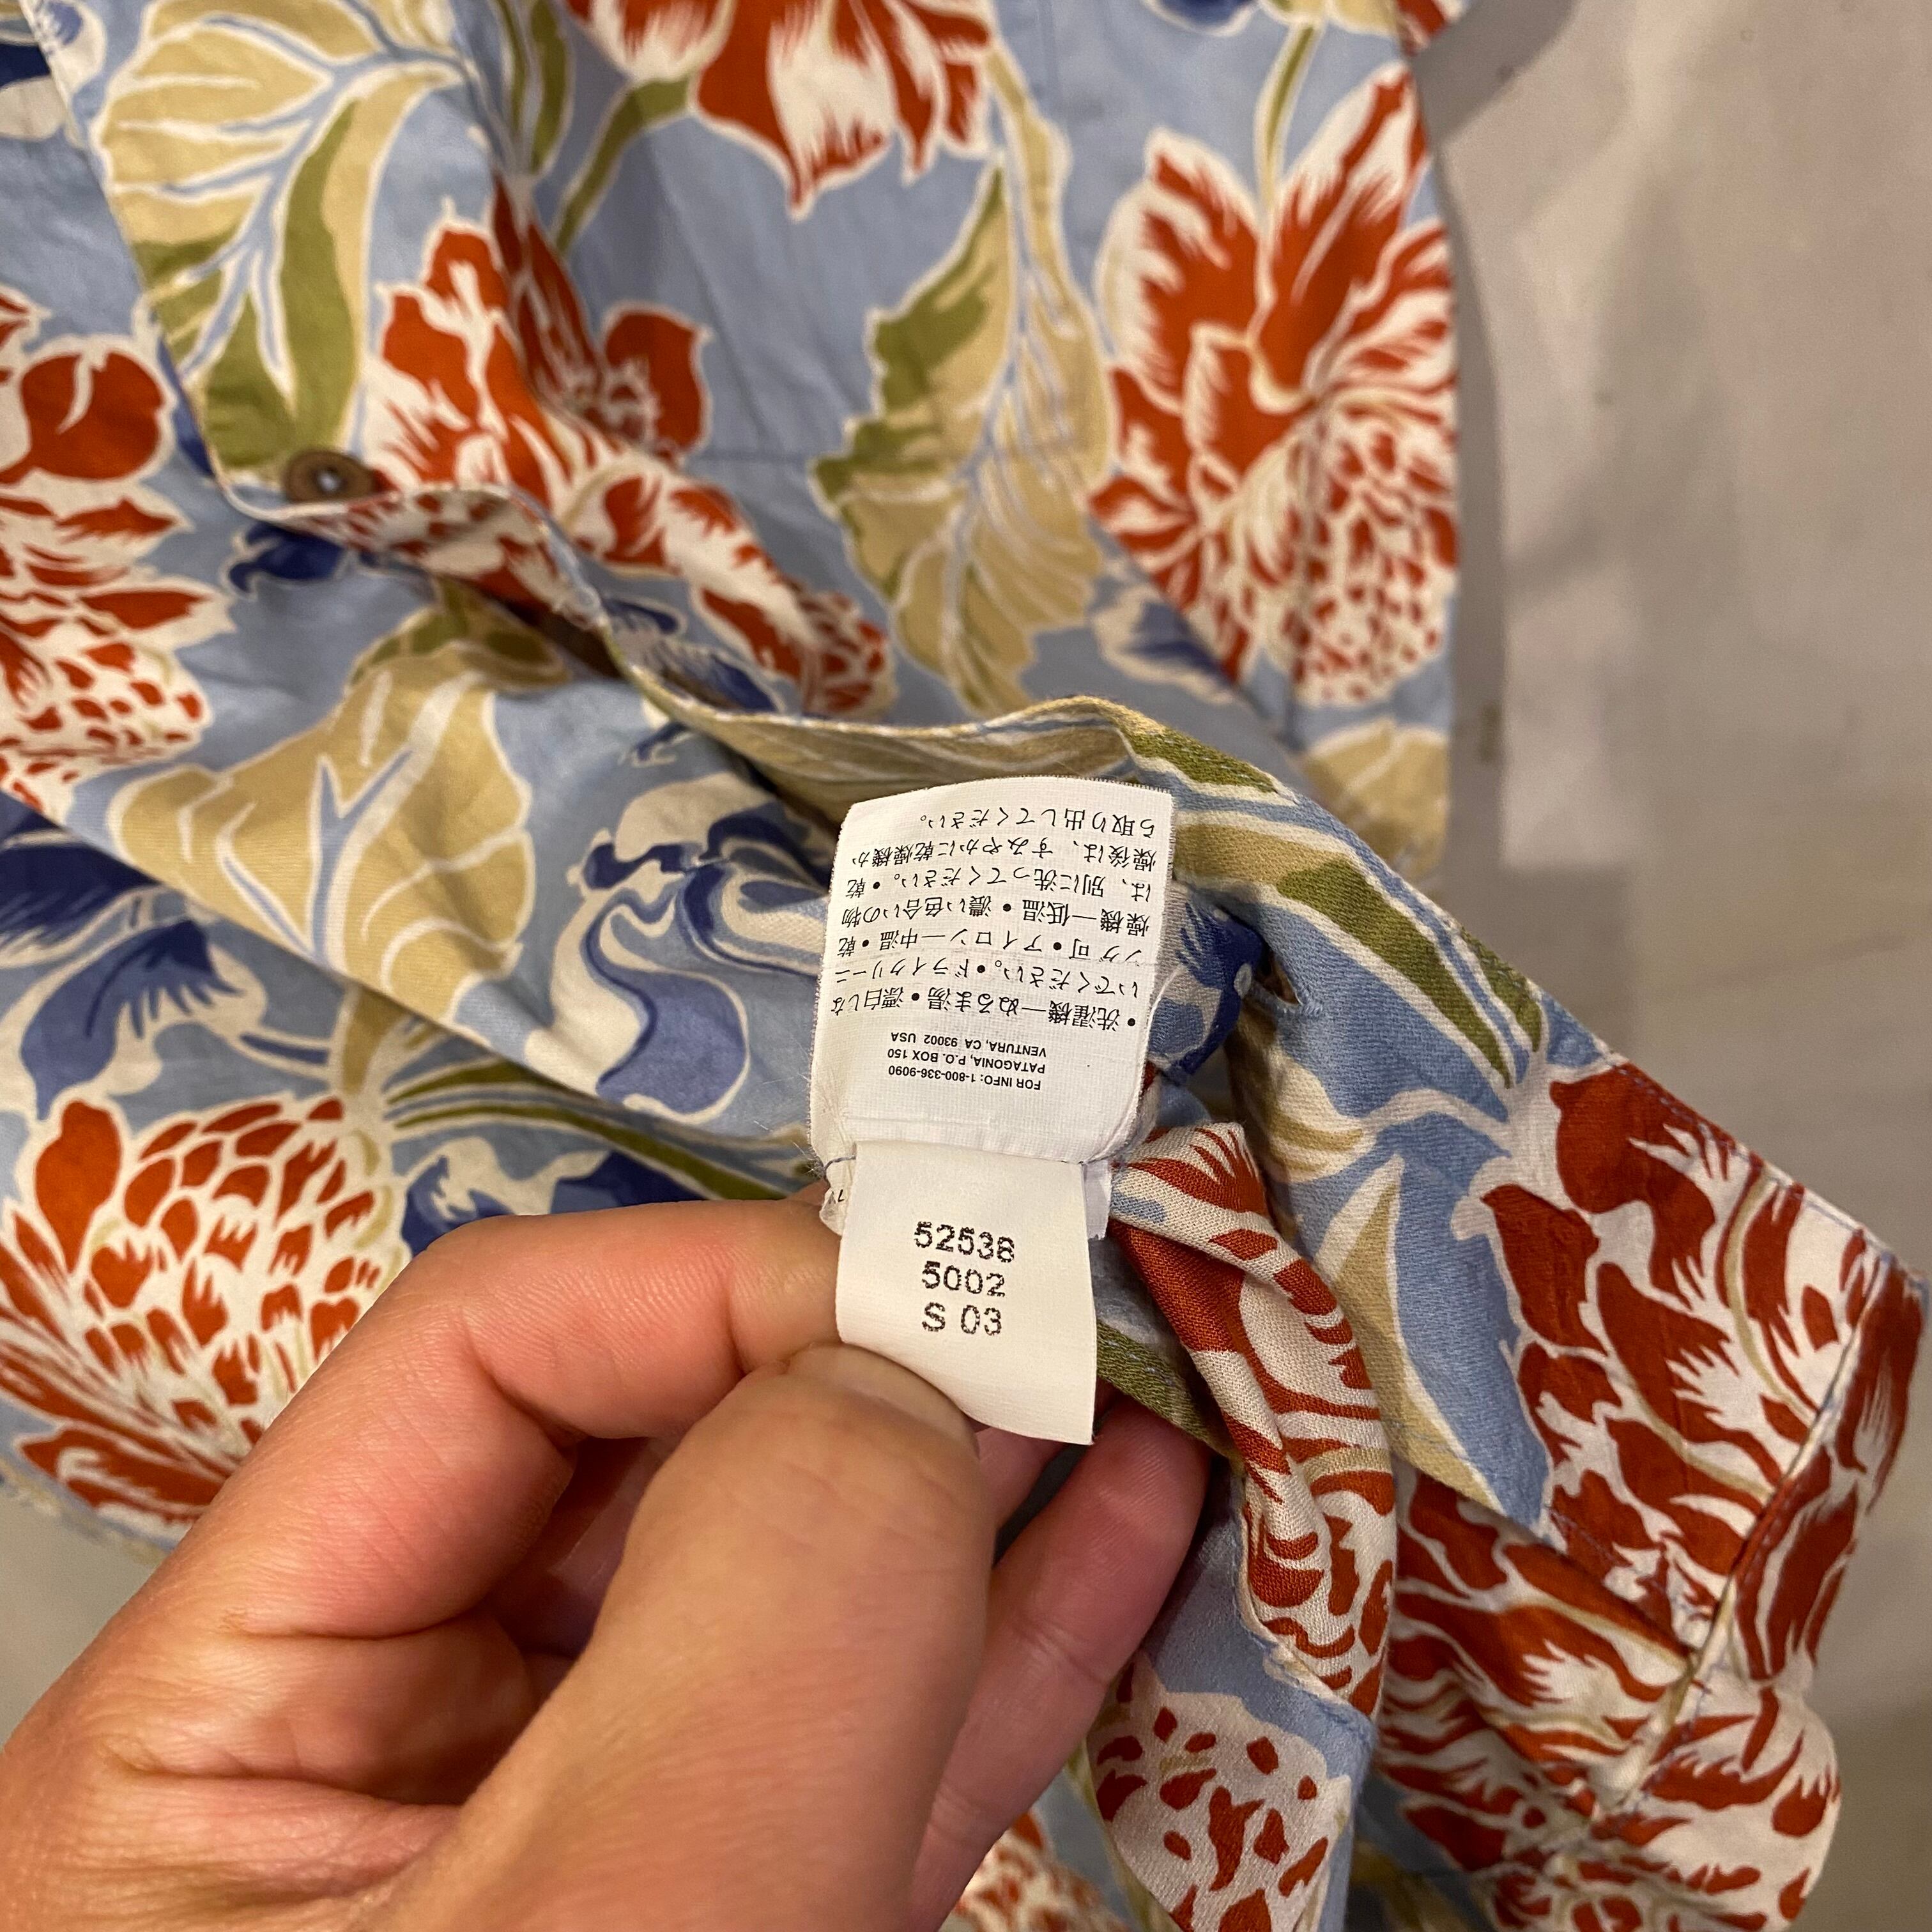 FOR INFO: 1-800-336-9090
PATAGONIA, P.O. BOX 150
VENTURA, CA 93002 USA
•洗濯機—ぬるま湯•漂白しな
いでください。•ドライクリーニ
ング可•アイロン—中温•乾
燥機—低温•濃い色合いの物
は、別に洗ってください。•乾
燥後は、すみやかに乾燥機か
ら取り出してください。
52538
5002
S 03